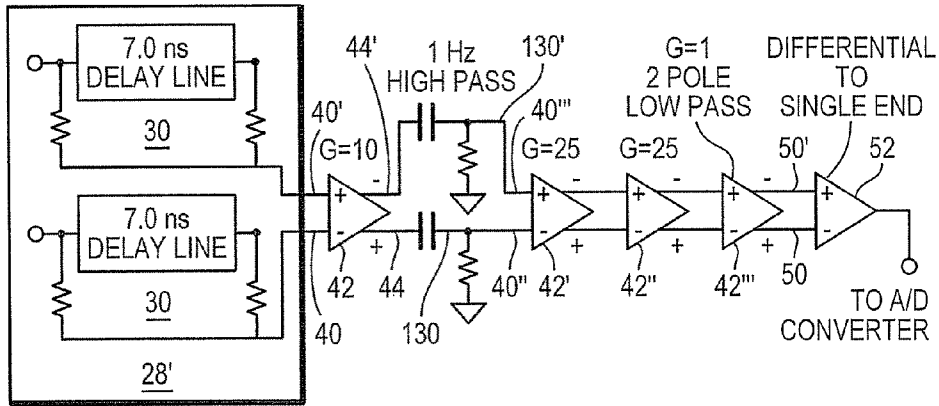 7.0 ns
DELAY LINE
30
7.0 ns
DELAY LINE
30
28'
44'
1 Hz
HIGH PASS
130'
40'
G=10
+
-
-
+
40
42
44
130
40'''
G=25
+
-
-
+
40''
42'
G=25
+
-
-
+
42''
G=1
2 POLE
LOW PASS
+
-
-
+
42'''
50'
50
DIFFERENTIAL
TO
SINGLE END
52
+
-
TO A/D
CONVERTER